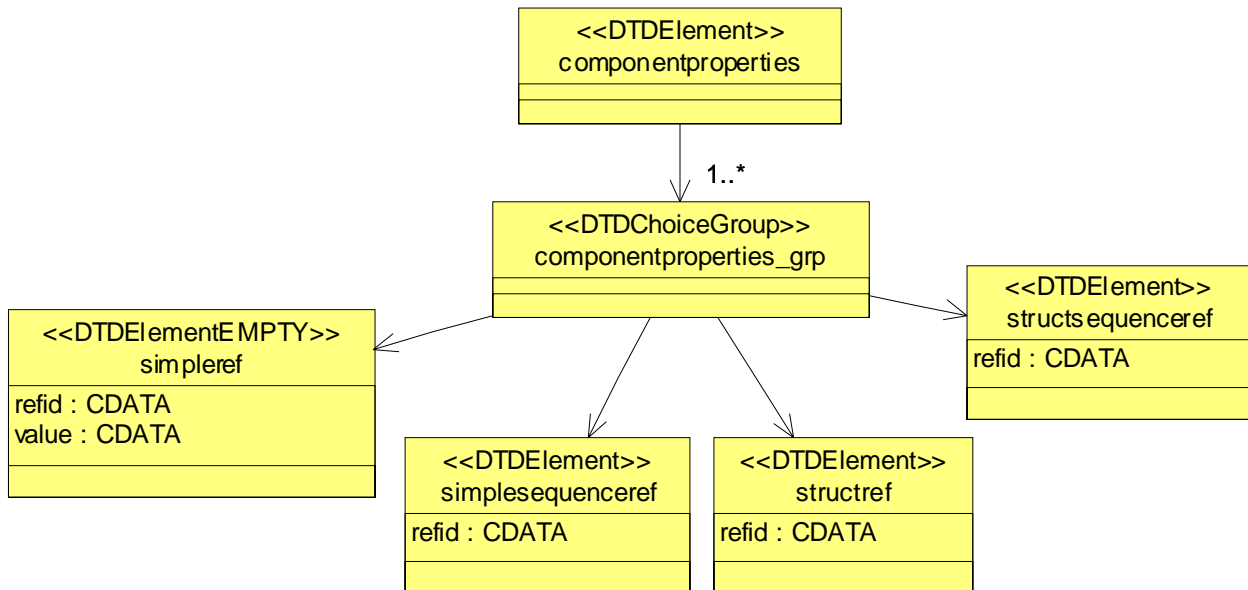 <<DTDElement>>
componentproperties
1..*
<<DTDChoiceGroup>>
componentproperties_grp
<<DTDElement>>
structsequenceref
refid : CDATA
<<DTDElementEMPTY>>
simpleref
refid : CDATA
value : CDATA
<<DTDElement>>
simplesequenceref
refid : CDATA
<<DTDElement>>
structref
refid : CDATA